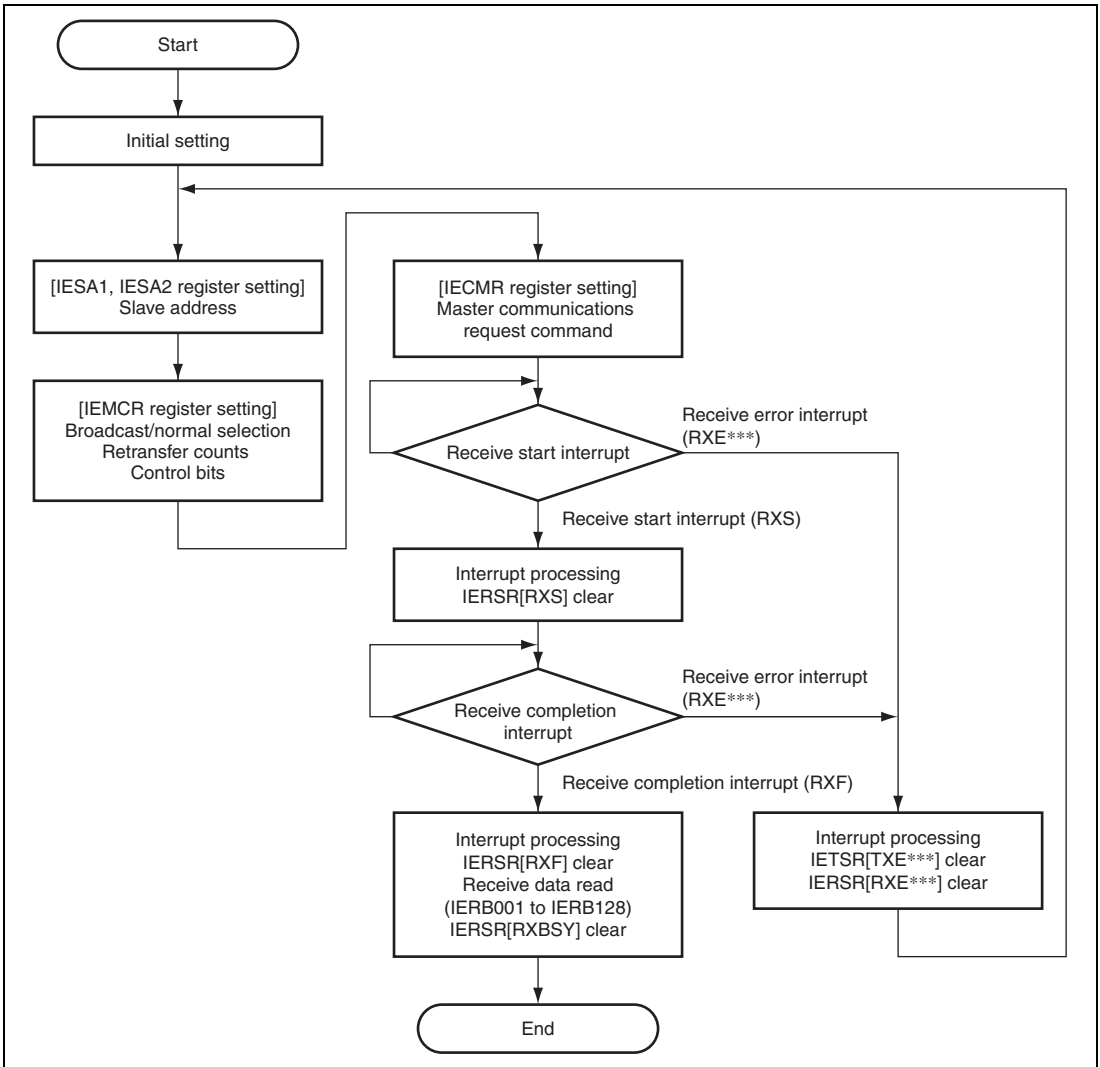 Start
Initial setting
[IESA1, IESA2 register setting]
Slave address
[IEMCR register setting]
Broadcast/normal selection
Retransfer counts
Control bits
[IECMR register setting]
Master communications
request command
Receive start interrupt
Receive error interrupt
(RXE***)
Receive start interrupt (RXS)
Interrupt processing
IERSR[RXS] clear
Receive completion
interrupt
Receive error interrupt
(RXE***)
Receive completion interrupt (RXF)
Interrupt processing
IERSR[RXF] clear
Receive data read
(IERB001 to IERB128)
IERSR[RXBSY] clear
Interrupt processing
IETSR[TXE***] clear
IERSR[RXE***] clear
End